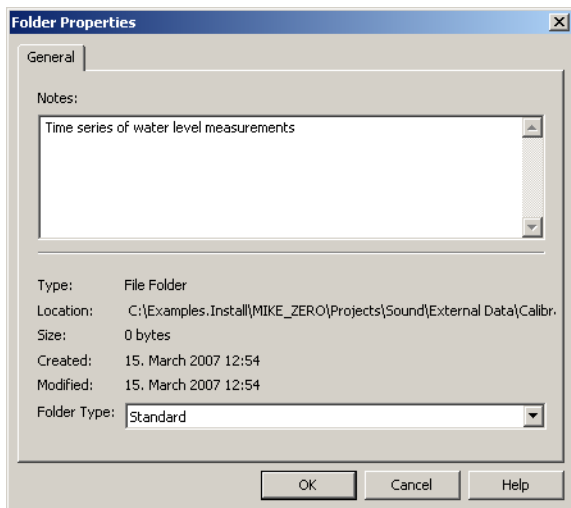 Folder Properties
General
Notes:
Time series of water level measurements
Type: File Folder
Location: C:\Examples.Install\MIKE_ZERO\Projects\Sound\External Data\Calibr
Size: 0 bytes
Created: 15. March 2007 12:54
Modified: 15. March 2007 12:54
Folder Type: Standard
OK Cancel Help